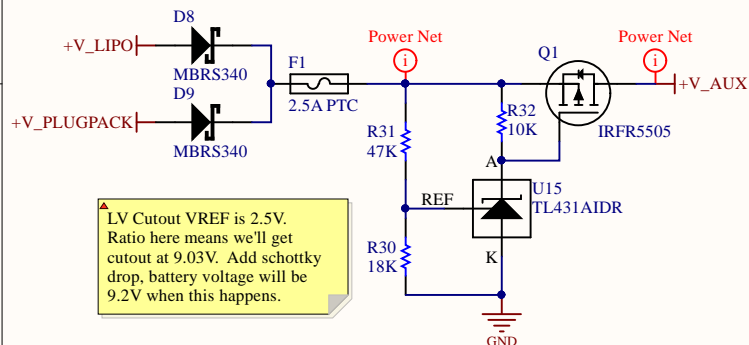 D8
+V_LIPO
MBRS340
D9
+V_PLUGPACK
MBRS340
F1
2.5A PTC
Power Net
i
Q1
Power Net
i
+V_AUX
IRFR5505
R31
47K
R32
10K
A
U15
TL431AIDR
REF
K
R30
18K
GND
LV Cutout VREF is 2.5V.
Ratio here means we'll get
cutout at 9.03V.  Add schottky
drop, battery voltage will be
9.2V when this happens.